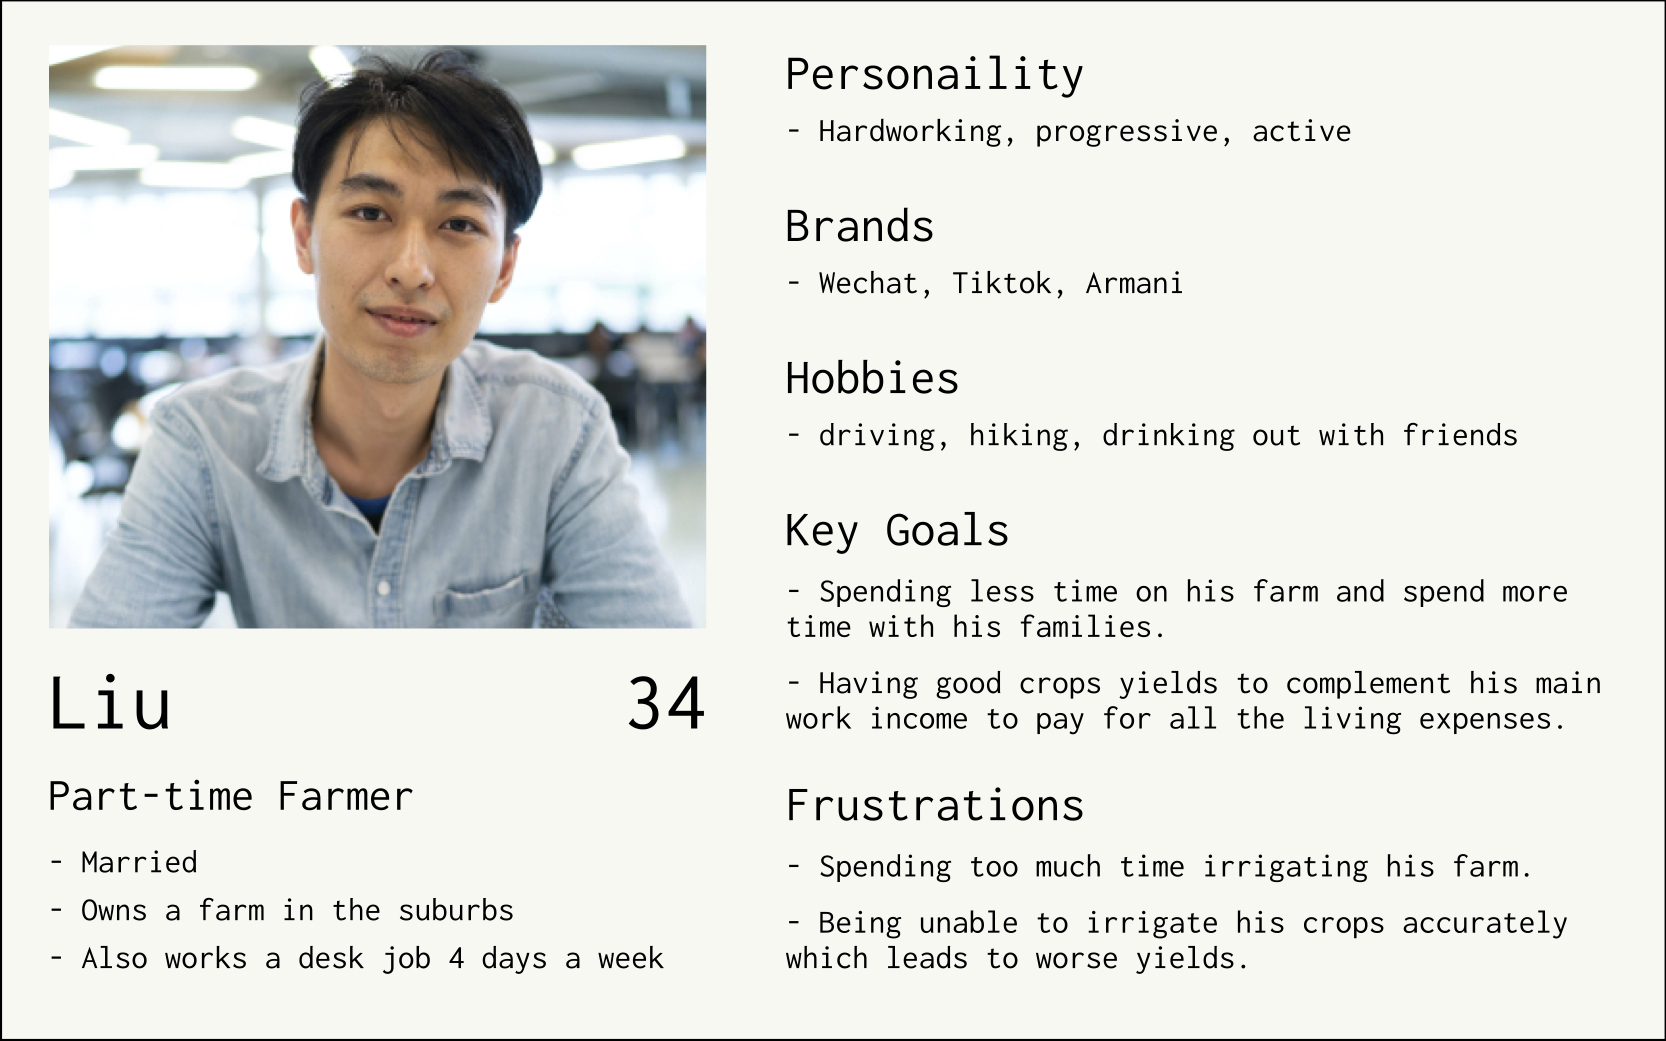 Liu 34
Part-time Farmer
- Married
- Owns a farm in the suburbs
- Also works a desk job 4 days a week
Personaility
- Hardworking, progressive, active
Brands
- Wechat, Tiktok, Armani
Hobbies
- driving, hiking, drinking out with friends
Key Goals
- Spending less time on his farm and spend more
time with his families.
- Having good crops yields to complement his main
work income to pay for all the living expenses.
Frustrations
- Spending too much time irrigating his farm.
- Being unable to irrigate his crops accurately
which leads to worse yields.